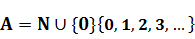 A = N ∪ {0}{0, 1, 2, 3, …}